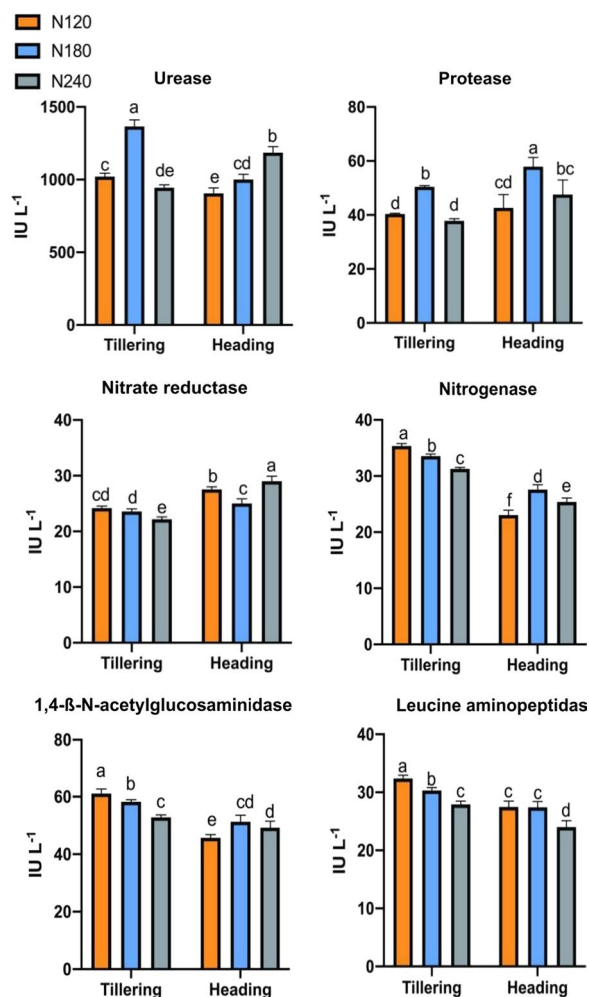 N120
N180
N240
Urease
Protease
IU L⁻¹
1500
1000
500
0
c
a
de
e
cd
b
Tillering
Heading
IU L⁻¹
80
60
40
20
0
d
b
d
cd
a
bc
Tillering
Heading
Nitrate reductase
Nitrogenase
IU L⁻¹
40
30
20
10
0
cd
d
e
b
c
a
Tillering
Heading
IU L⁻¹
40
30
20
10
0
a
b
c
f
d
e
Tillering
Heading
1,4-ß-N-acetylglucosaminidase
Leucine aminopeptidas
IU L⁻¹
80
60
40
20
0
a
b
c
e
cd
d
Tillering
Heading
IU L⁻¹
40
30
20
10
0
a
b
c
c
c
d
Tillering
Heading